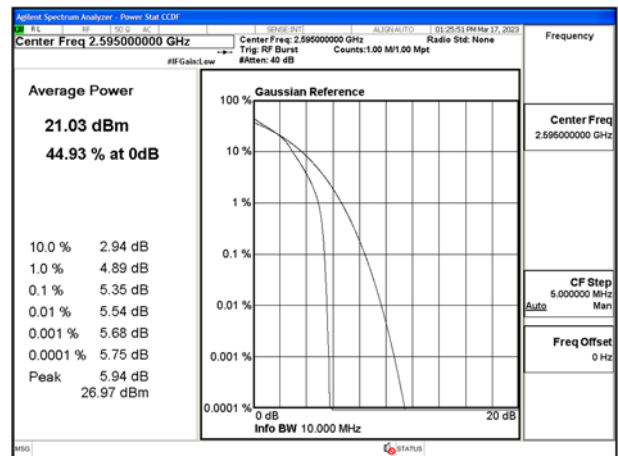 Agilent Spectrum Analyzer - Power Stat CCDF
RL RF 50 Ω AC SENSE:INT ALIGN AUTO 01:25:51 PM Mar 17, 2023
Center Freq 2.595000000 GHz
Center Freq: 2.595000000 GHz Radio Std: None
Trig: RF Burst Counts:1.00 M/1.00 Mpt
#IFGain:Low #Atten: 40 dB
Frequency
Average Power
21.03 dBm
44.93 % at 0dB
10.0 % 2.94 dB
1.0 % 4.89 dB
0.1 % 5.35 dB
0.01 % 5.54 dB
0.001 % 5.68 dB
0.0001 % 5.75 dB
Peak 5.94 dB
26.97 dBm
Gaussian Reference
100 %
10 %
1 %
0.1 %
0.01 %
0.001 %
0.0001 %
0 dB 20 dB
Info BW 10.000 MHz
Center Freq
2.595000000 GHz
CF Step
5.000000 MHz
Auto Man
Freq Offset
0 Hz
MSG STATUS